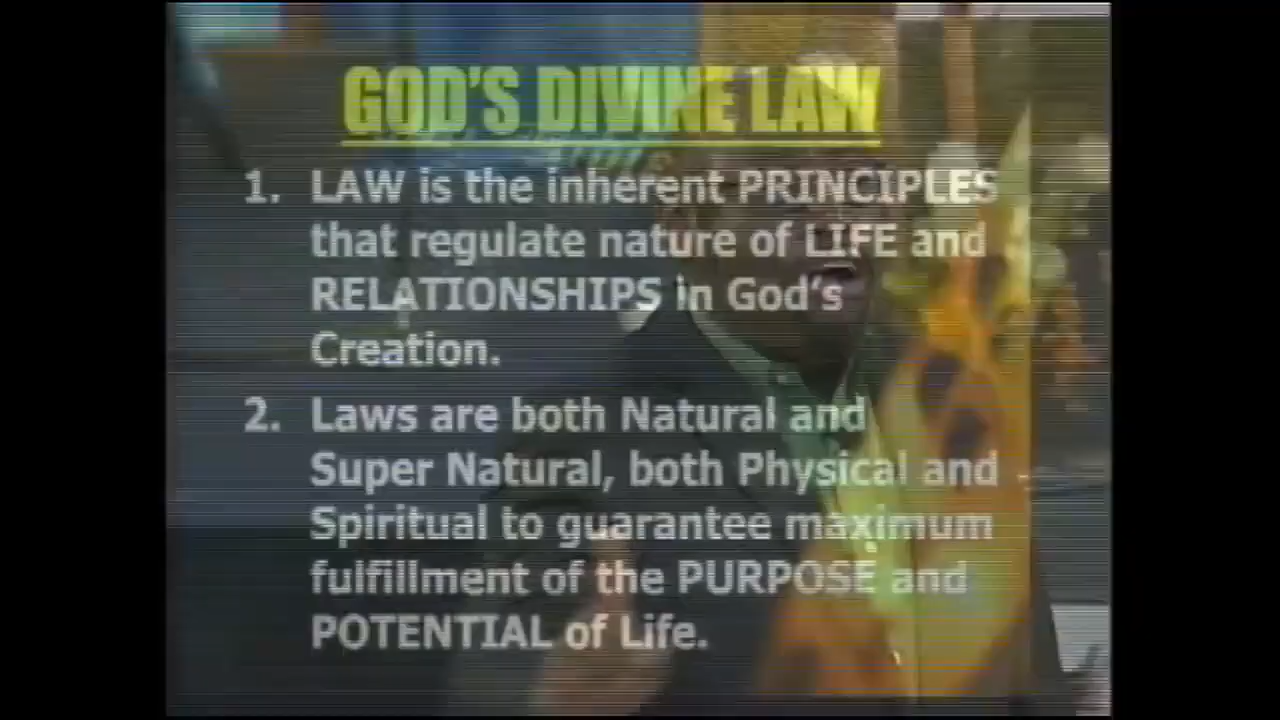 GOD'S DIVINE LAW
1. LAW is the inherent PRINCIPLES
that regulate nature of LIFE and
RELATIONSHIPS in God's
Creation.
2. Laws are both Natural and
Super Natural, both Physical and
Spiritual to guarantee maximum
fulfillment of the PURPOSE and
POTENTIAL of Life.